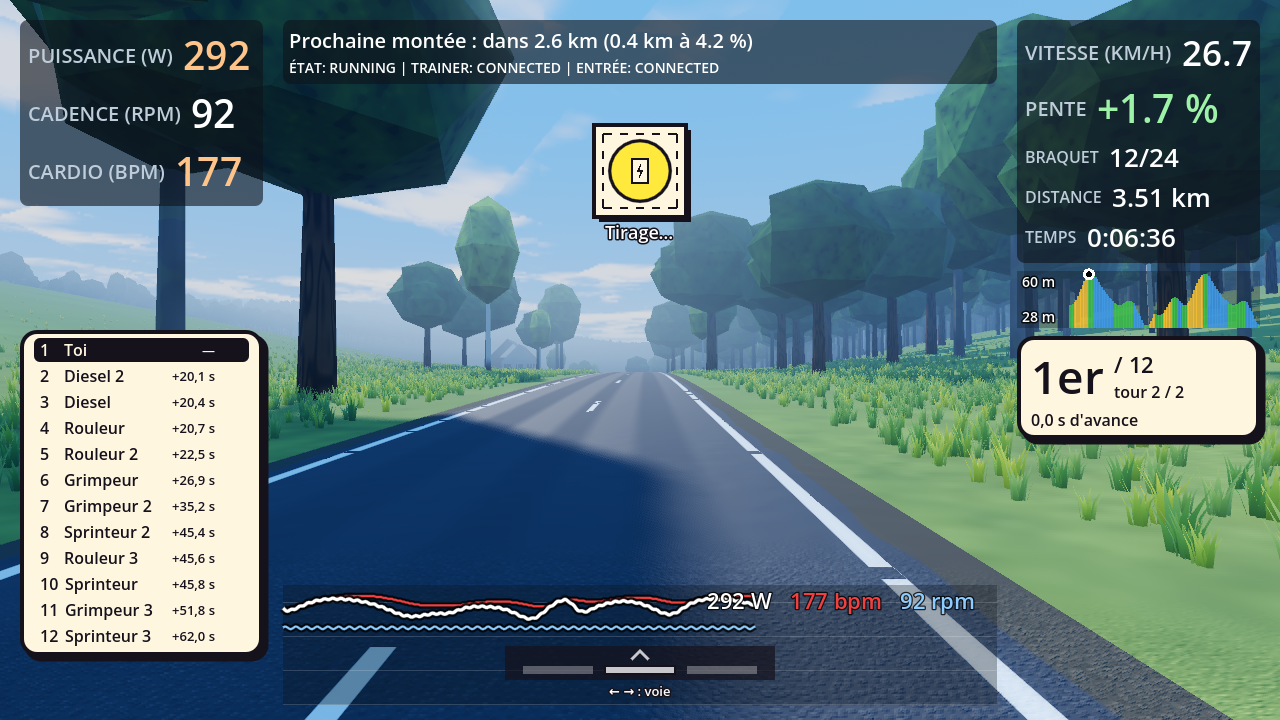 PUISSANCE (W) 292
CADENCE (RPM) 92
CARDIO (BPM) 177
Prochaine montée : dans 2.6 km (0.4 km à 4.2 %)
ÉTAT: RUNNING | TRAINER: CONNECTED | ENTRÉE: CONNECTED
Tirage...
VITESSE (KM/H) 26.7
PENTE +1.7 %
BRAQUET 12/24
DISTANCE 3.51 km
TEMPS 0:06:36
60 m
28 m
1er / 12
tour 2 / 2
0,0 s d'avance
1 Toi —
2 Diesel 2 +20,1 s
3 Diesel +20,4 s
4 Rouleur +20,7 s
5 Rouleur 2 +22,5 s
6 Grimpeur +26,9 s
7 Grimpeur 2 +35,2 s
8 Sprinteur 2 +45,4 s
9 Rouleur 3 +45,6 s
10 Sprinteur +45,8 s
11 Grimpeur 3 +51,8 s
12 Sprinteur 3 +62,0 s
292 W 177 bpm 92 rpm
←→ : voie